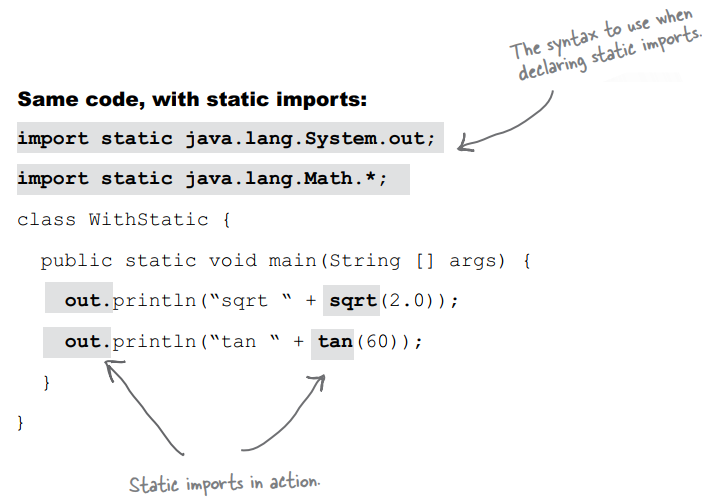 The syntax to use when
declaring static imports.
Same code, with static imports:
import static java.lang.System.out;
import static java.lang.Math.*;
class WithStatic {
public static void main(String [] args) {
out.println(“sqrt “ + sqrt(2.0));
out.println(“tan “ + tan(60));
}
}
Static imports in action.